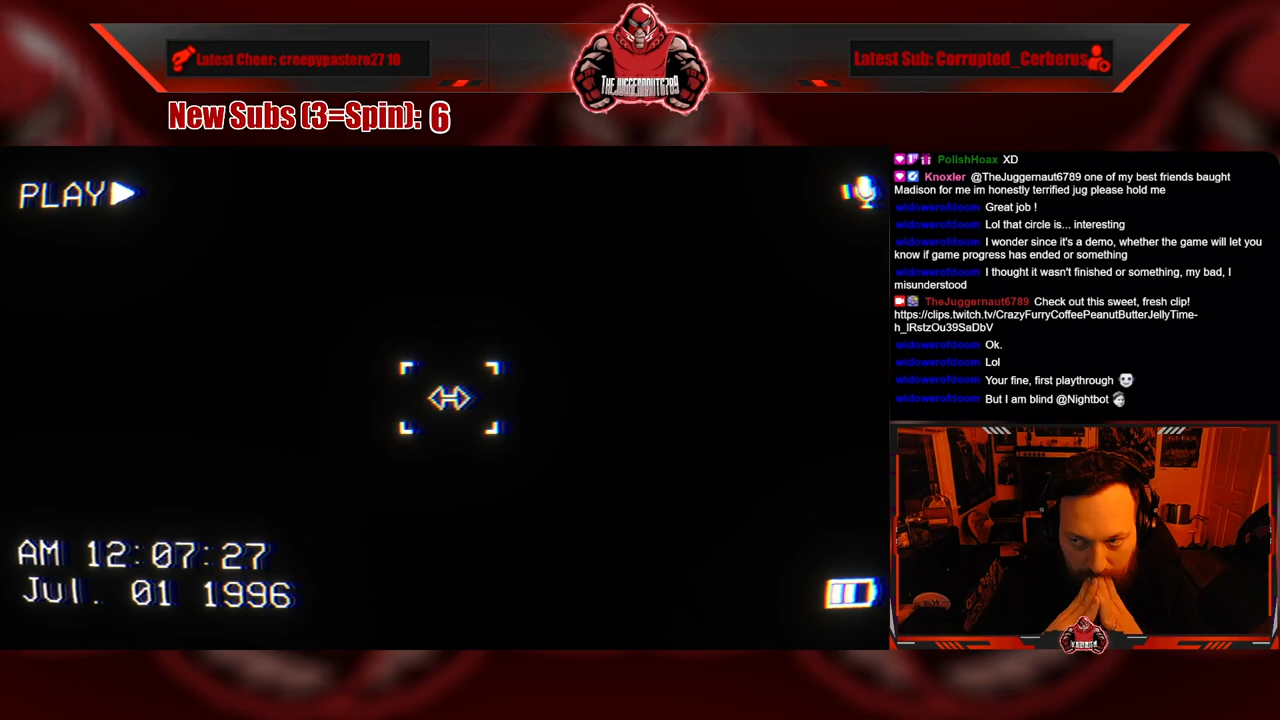 Latest Cheer: creepypastero27 10
THEJUGGERNAUT6789
Latest Sub: Corrupted_Cerberus
New Subs (3=Spin): 6
PLAY
AM 12:07:27
Jul. 01 1996
PolishHoax XD
Knoxler @TheJuggernaut6789 one of my best friends baught
Madison for me im honestly terrified jug please hold me
widowerofdoom Great job !
widowerofdoom Lol that circle is... interesting
widowerofdoom I wonder since it's a demo, whether the game will let you
know if game progress has ended or something
widowerofdoom I thought it wasn't finished or something, my bad, I
misunderstood
TheJuggernaut6789 Check out this sweet, fresh clip!
https://clips.twitch.tv/CrazyFurryCoffeePeanutButterJellyTime-
h_lRstzOu39SaDbV
widowerofdoom Ok.
widowerofdoom Lol
widowerofdoom Your fine, first playthrough
widowerofdoom But I am blind @Nightbot